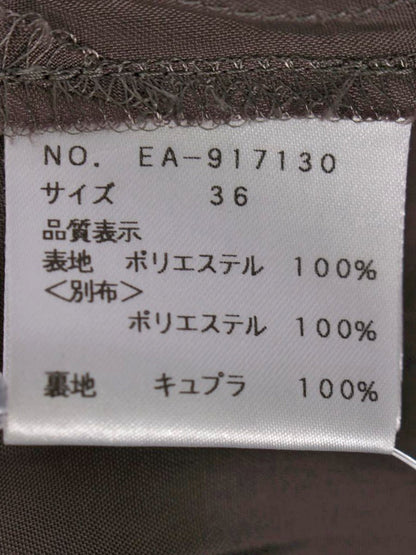 NO. EA-917130
サイズ 36
品質表示
表地 ポリエステル 100%
<別布>
ポリエステル 100%
裏地 キュプラ 100%